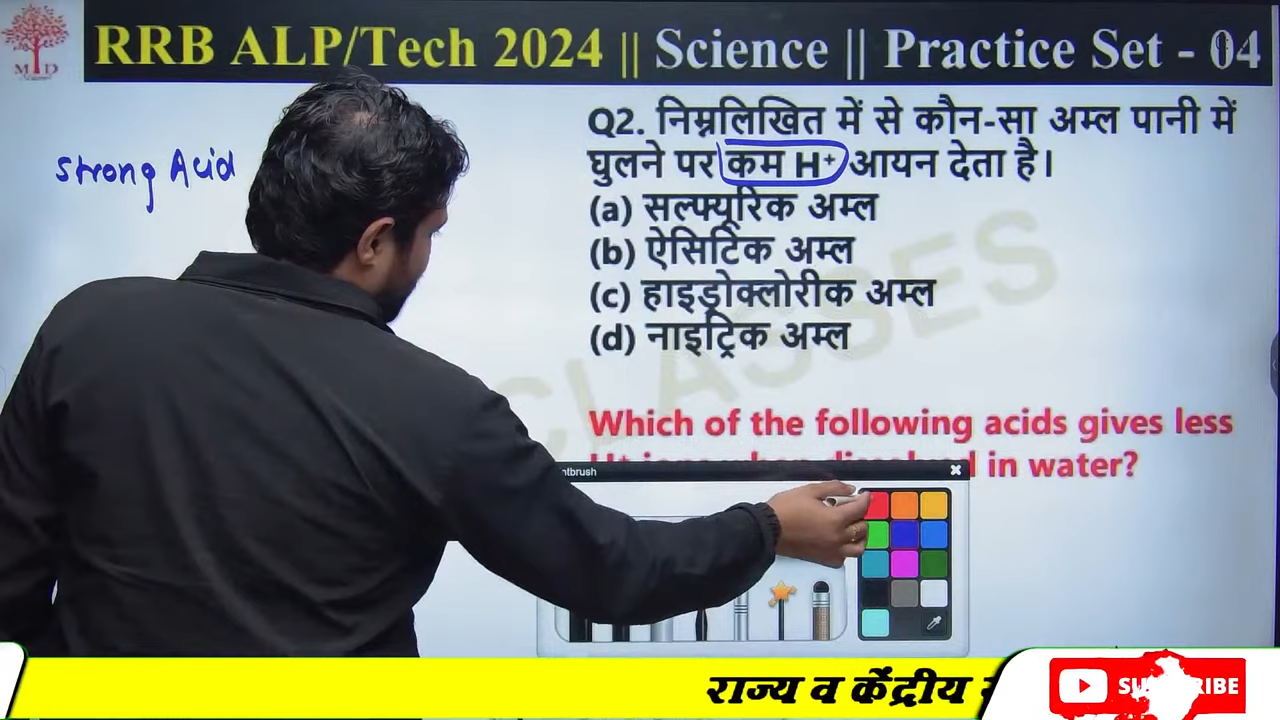 RRB ALP/Tech 2024 || Science || Practice Set - 04
M D
strong Acid
Q2. निम्नलिखित में से कौन-सा अम्ल पानी में
घुलने पर कम H⁺ आयन देता है।
(a) सल्फ्यूरिक अम्ल
(b) ऐसिटिक अम्ल
(c) हाइड्रोक्लोरीक अम्ल
(d) नाइट्रिक अम्ल
CLASSES
Which of the following acids gives less
in water?
राज्य व केंद्रीय